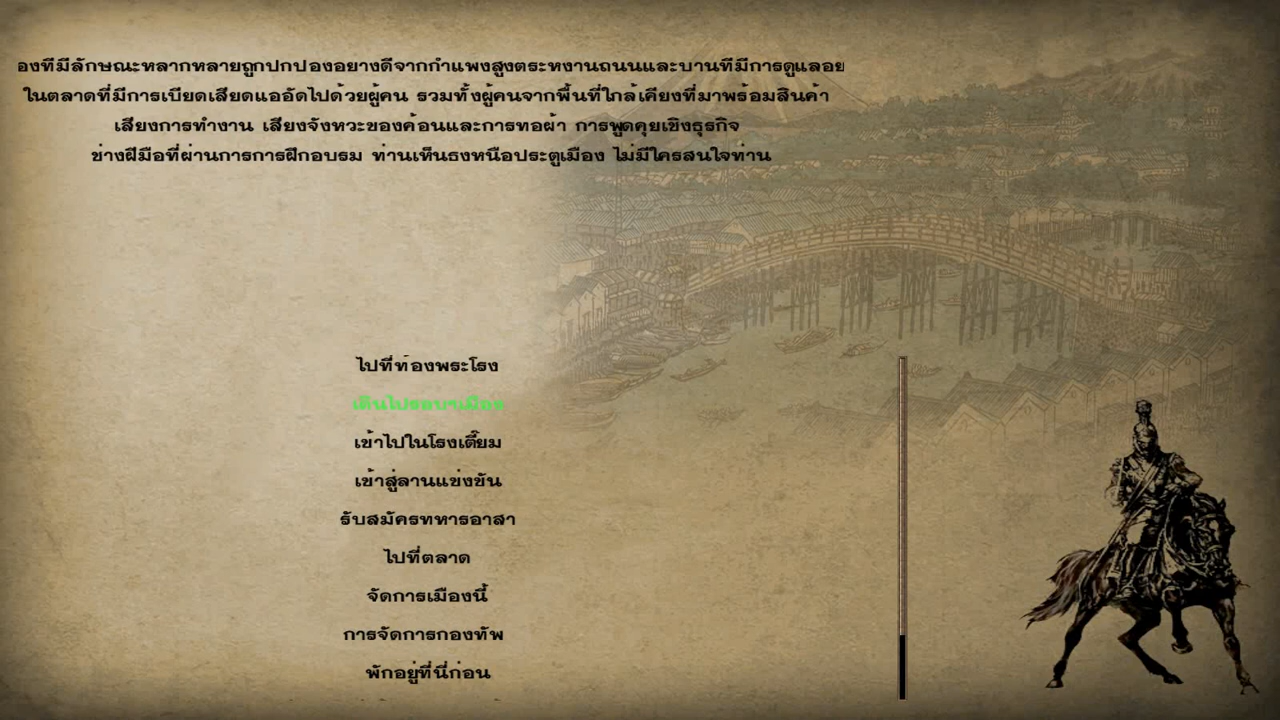 องที่มีลักษณะหลากหลายถูกปกป้องอย่างดีจากกำแพงสูงตระหง่านถนนและบ้านที่มีการดูแลอย
ในตลาดที่มีการเบียดเสียดแออัดไปด้วยผู้คน รวมทั้งผู้คนจากพื้นที่ใกล้เคียงที่มาพร้อมสินค้า
เสียงการทำงาน เสียงจังหวะของค้อนและการทอผ้า การพูดคุยเชิงธุรกิจ
ช่างฝีมือที่ผ่านการการฝึกอบรม ท่านเห็นธงหนือประตูเมือง ไม่มีใครสนใจท่าน
ไปที่ท้องพระโรง
เดินไปรอบๆเมือง
เข้าไปในโรงเตี๊ยม
เข้าสู่ลานแข่งขัน
รับสมัครทหารอาสา
ไปที่ตลาด
จัดการเมืองนี้
การจัดการกองทัพ
พักอยู่ที่นี่ก่อน